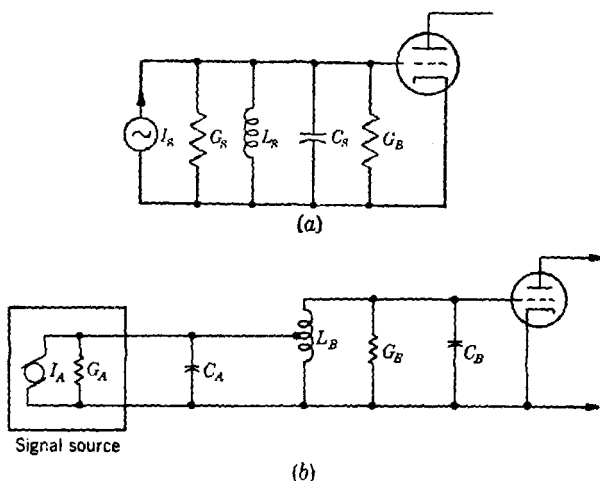 I_S G_S L_S C_S G_B
(a)
I_A G_A C_A L_B G_B C_B
Signal source
(b)